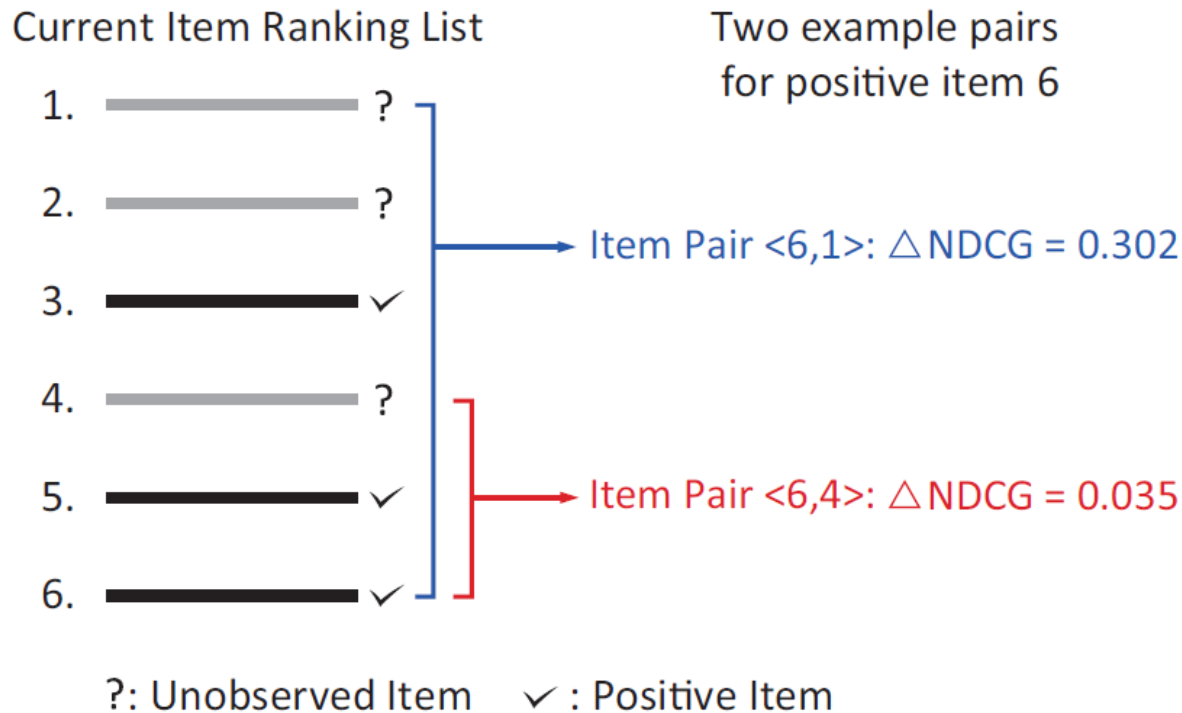 Current Item Ranking List
Two example pairs
for positive item 6
1. ?
2. ?
Item Pair <6,1>: △ NDCG = 0.302
3. ✓
4. ?
5. ✓
Item Pair <6,4>: △ NDCG = 0.035
6. ✓
?: Unobserved Item ✓ : Positive Item